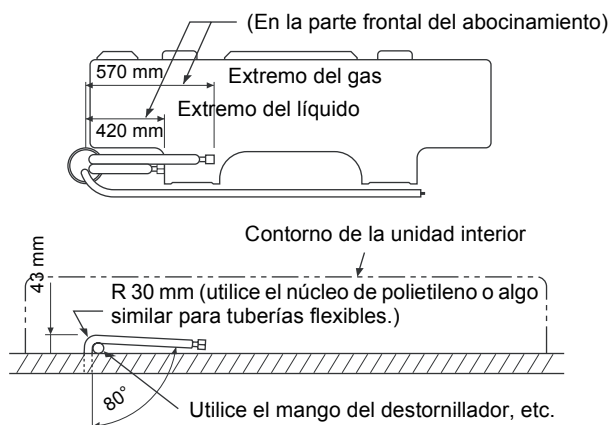 (En la parte frontal del abocinamiento)
570 mm
Extremo del gas
Extremo del líquido
420 mm
Contorno de la unidad interior
43 mm
R 30 mm (utilice el núcleo de polietileno o algo
similar para tuberías flexibles.)
80°
Utilice el mango del destornillador, etc.